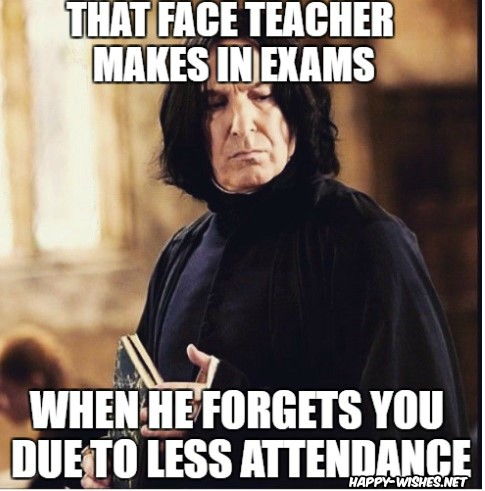 THAT FACE TEACHER
MAKES IN EXAMS
WHEN HE FORGETS YOU
DUE TO LESS ATTENDANCE
HAPPY-WISHES.NET